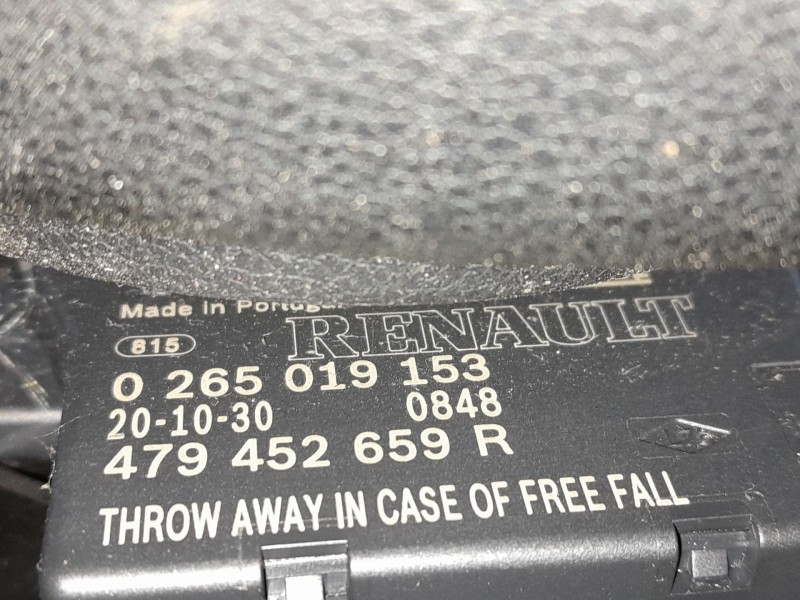 Made in Portugal
815 RENAULT
0 265 019 153
20-10-30 0848
479 452 659 R
THROW AWAY IN CASE OF FREE FALL